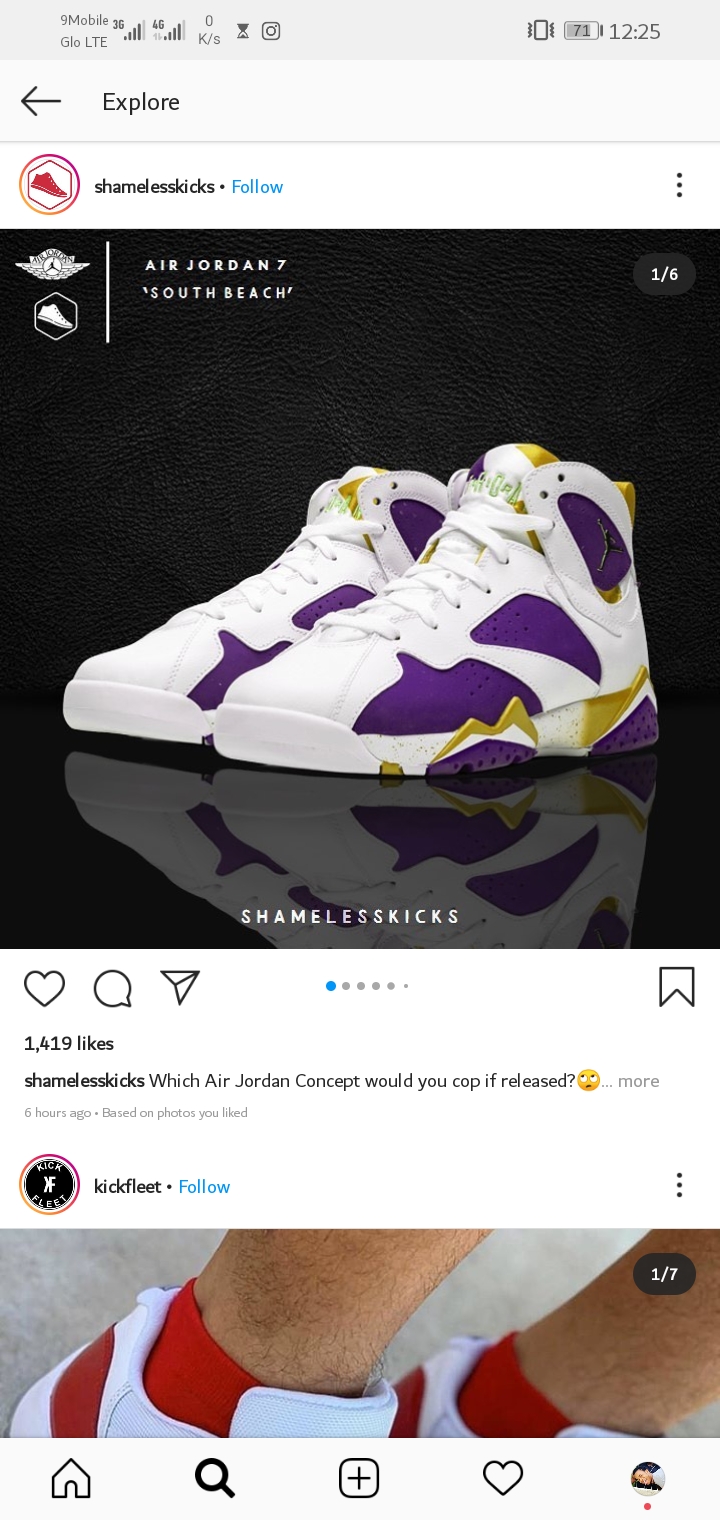 9Mobile 3G 4G 0 71 12:25
Glo LTE K/s
Explore
shamelesskicks • Follow
AIR JORDAN 7
'SOUTH BEACH'
1/6
SHAMELESSKICKS
1,419 likes
shamelesskicks Which Air Jordan Concept would you cop if released?🙄... more
6 hours ago • Based on photos you liked
KICK
KF
FLEET
kickfleet • Follow
1/7